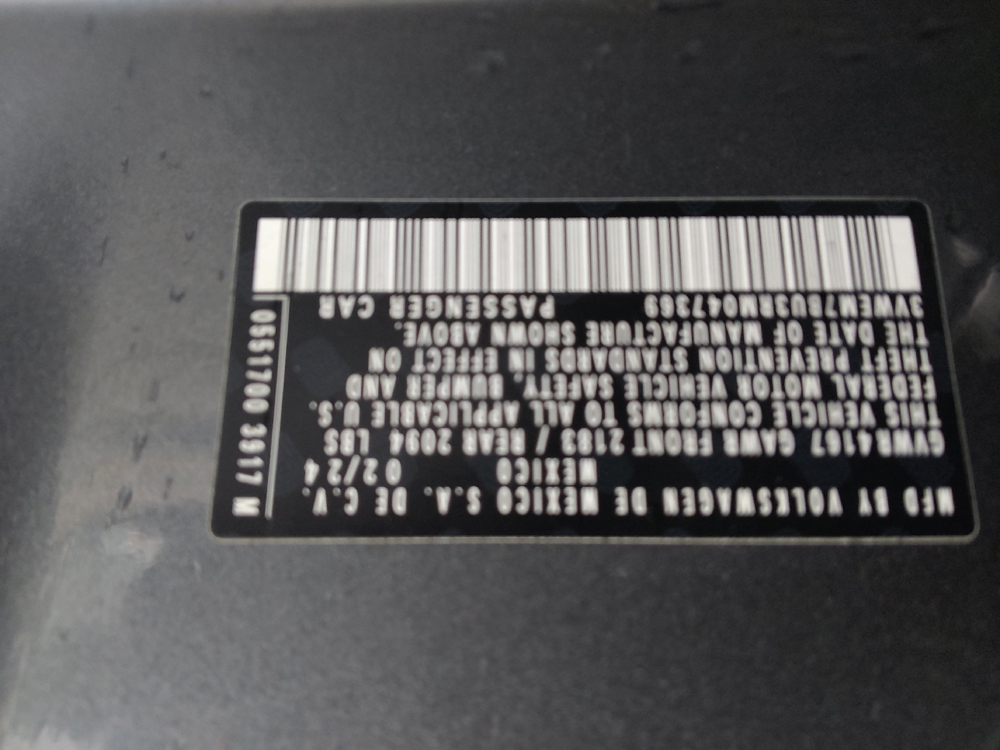 MFD BY VOLKSWAGEN DE MEXICO S.A. DE C.V.
MEXICO 02/24
GVWR 4167 GAWR FRONT 2183 / REAR 2094 LBS
THIS VEHICLE CONFORMS TO ALL APPLICABLE U.S.
FEDERAL MOTOR VEHICLE SAFETY, BUMPER AND
THEFT PREVENTION STANDARDS IN EFFECT ON
THE DATE OF MANUFACTURE SHOWN ABOVE.
3VWEM7BU3RM047369 PASSENGER CAR
0551700 3917 M